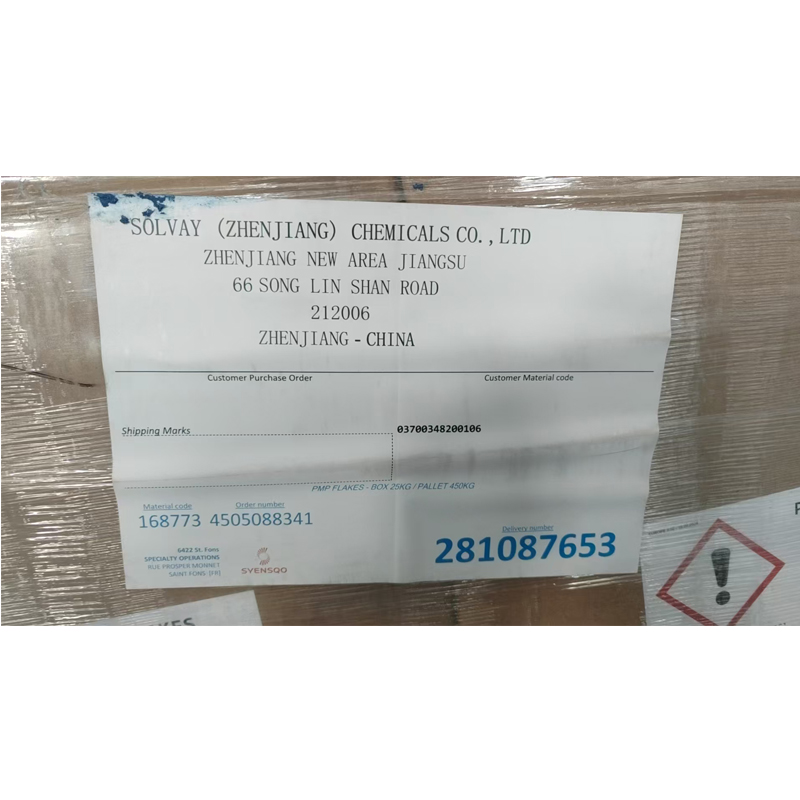 SOLVAY (ZHENJIANG) CHEMICALS CO.,LTD
ZHENJIANG NEW AREA JIANGSU
66 SONG LIN SHAN ROAD
212006
ZHENJIANG - CHINA
Customer Purchase Order
Customer Material code
Shipping Marks
03700348200106
PMP FLAKES - BOX 25KG / PALLET 450KG
Material code
Order number
168773 4505088341
Delivery number
281087653
6422 St. Fons
SPECIALTY OPERATIONS
RUE PROSPER MONNET
SAINT FONS (FR)
SYENSQO